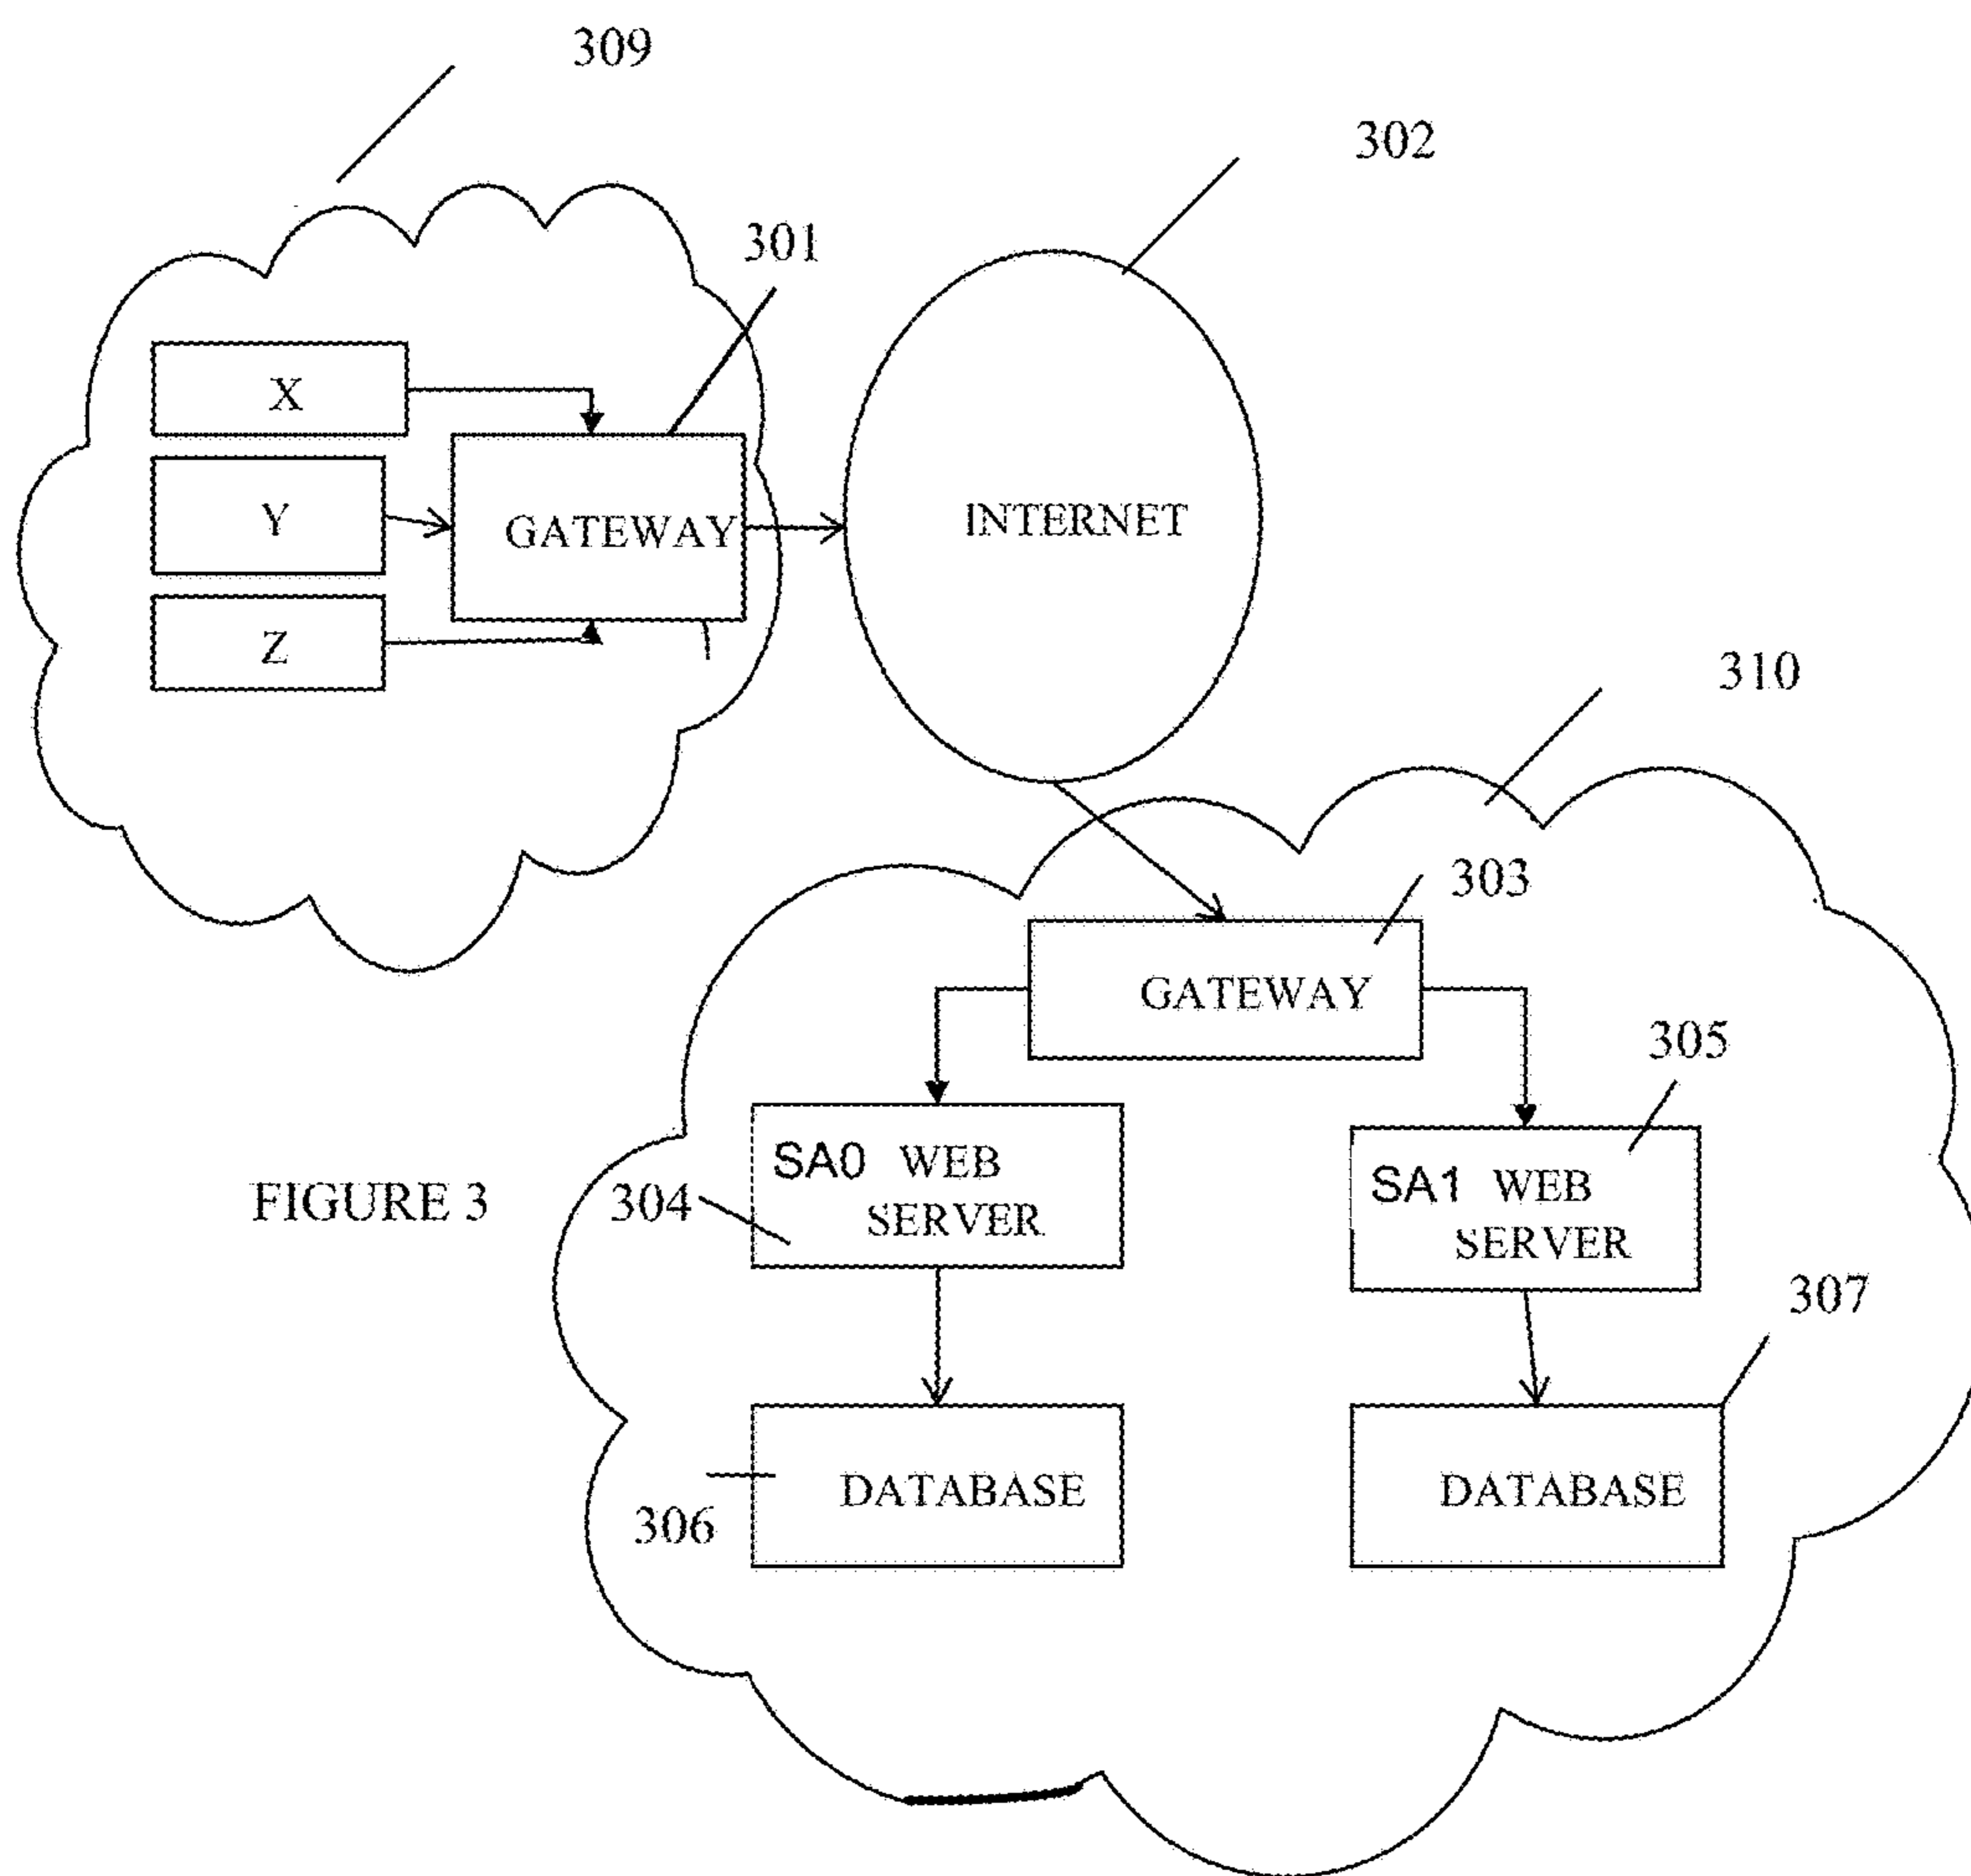 309
302
301
X
Y
GATEWAY
INTERNET
Z
310
303
GATEWAY
305
SA0 WEB
SERVER
SA1 WEB
SERVER
FIGURE 3
304
307
DATABASE
DATABASE
306